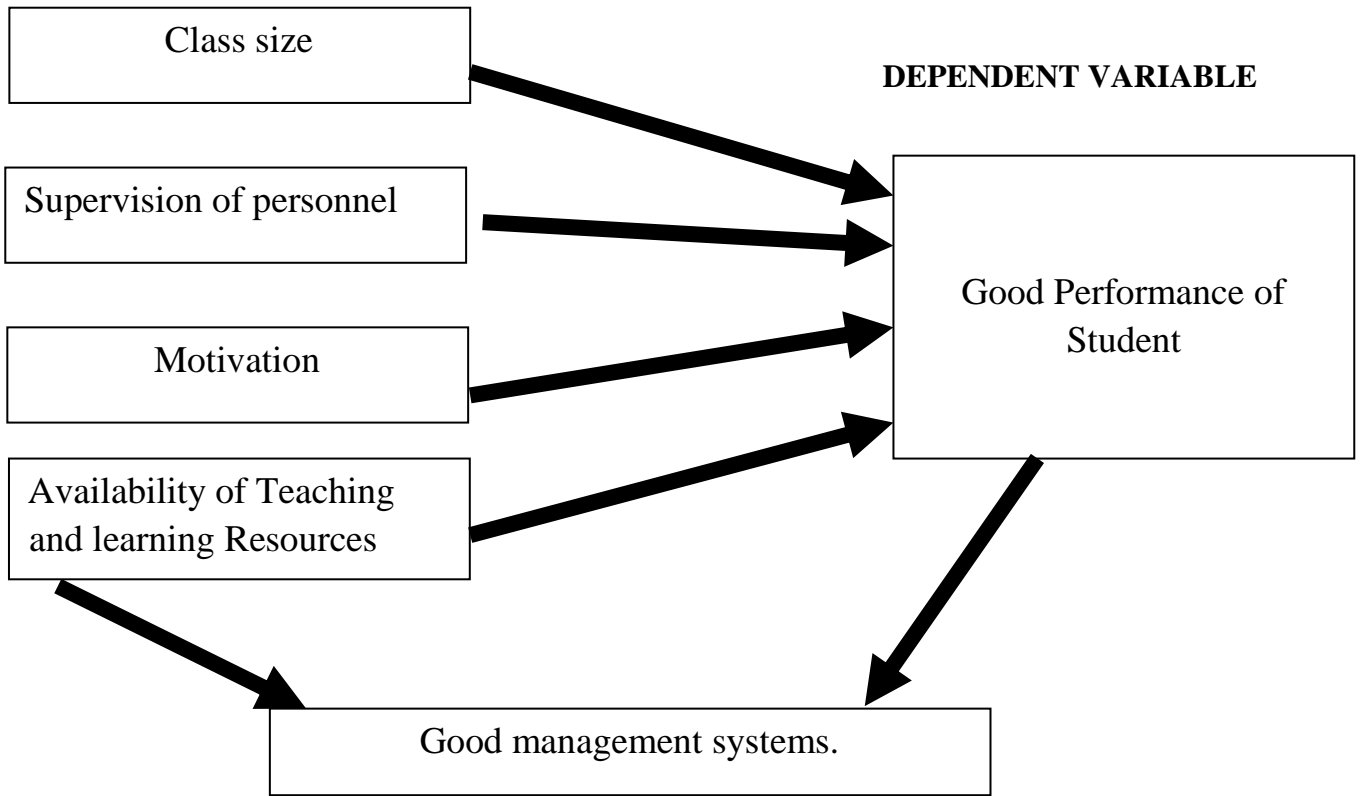 Class size
DEPENDENT VARIABLE
Supervision of personnel
Good Performance of
Student
Motivation
Availability of Teaching
and learning Resources
Good management systems.